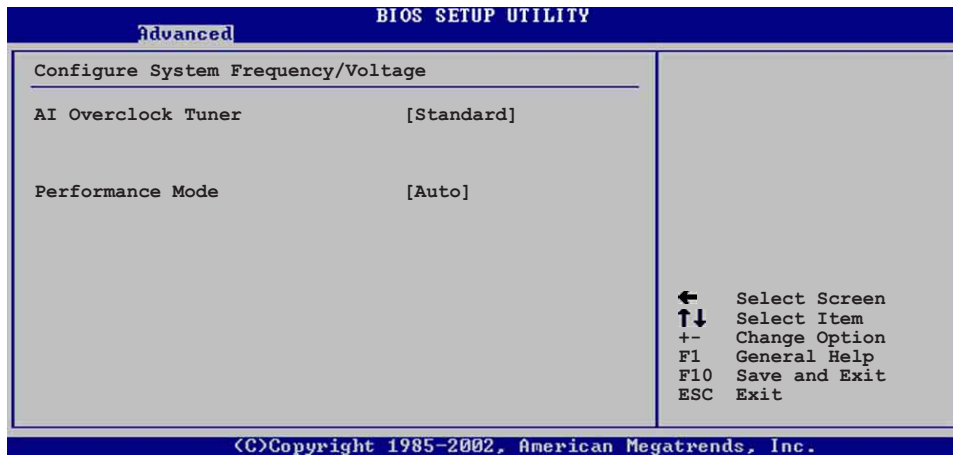 BIOS SETUP UTILITY
Advanced
Configure System Frequency/Voltage
AI Overclock Tuner [Standard]
Performance Mode [Auto]
← Select Screen
↑↓ Select Item
+- Change Option
F1 General Help
F10 Save and Exit
ESC Exit
(C)Copyright 1985-2002, American Megatrends, Inc.